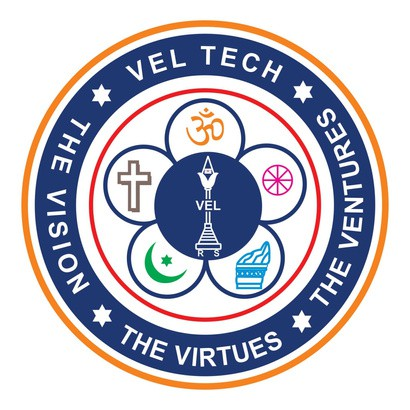 VEL TECH
THE VISION
THE VIRTUES
THE VENTURES
ॐ
VEL
R S